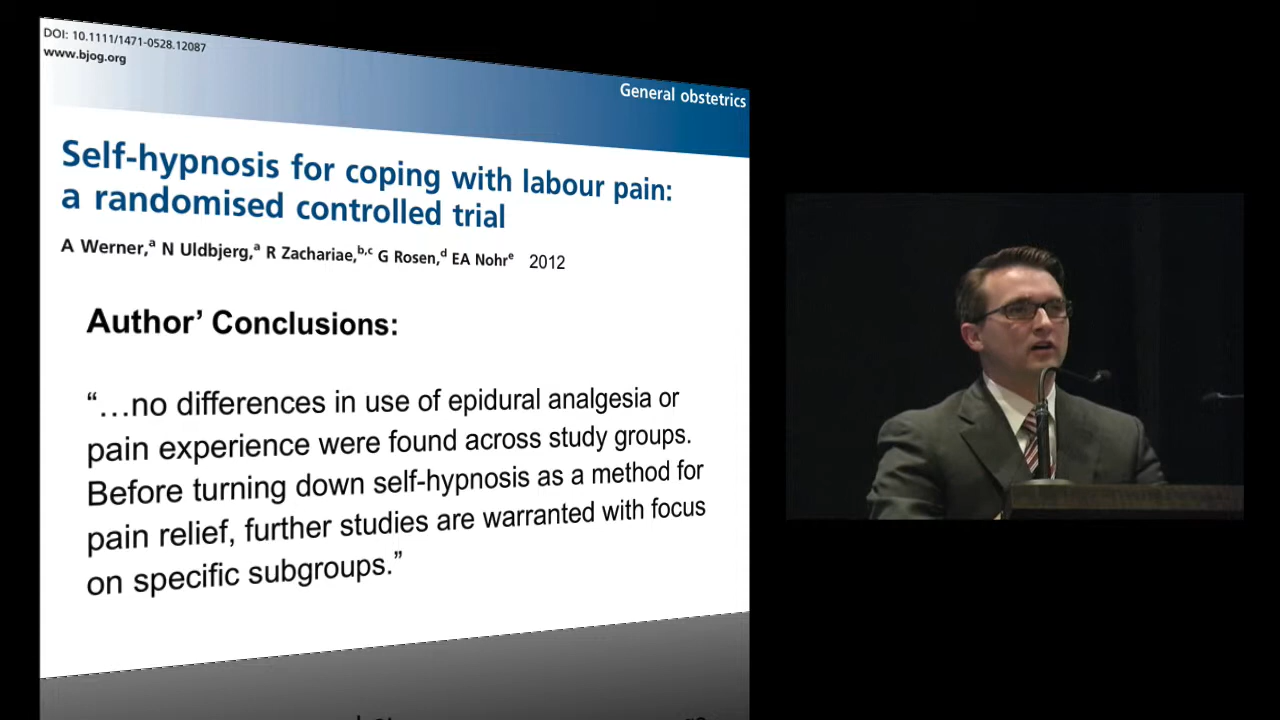 DOI: 10.1111/1471-0528.12087
www.bjog.org
General obstetrics
Self-hypnosis for coping with labour pain:
a randomised controlled trial
A Werner,ᵃ N Uldbjerg,ᵃ R Zachariae,ᵇ,ᶜ G Rosen,ᵈ EA Nohrᵉ 2012
Author’ Conclusions:
“…no differences in use of epidural analgesia or
pain experience were found across study groups.
Before turning down self-hypnosis as a method for
pain relief, further studies are warranted with focus
on specific subgroups.”